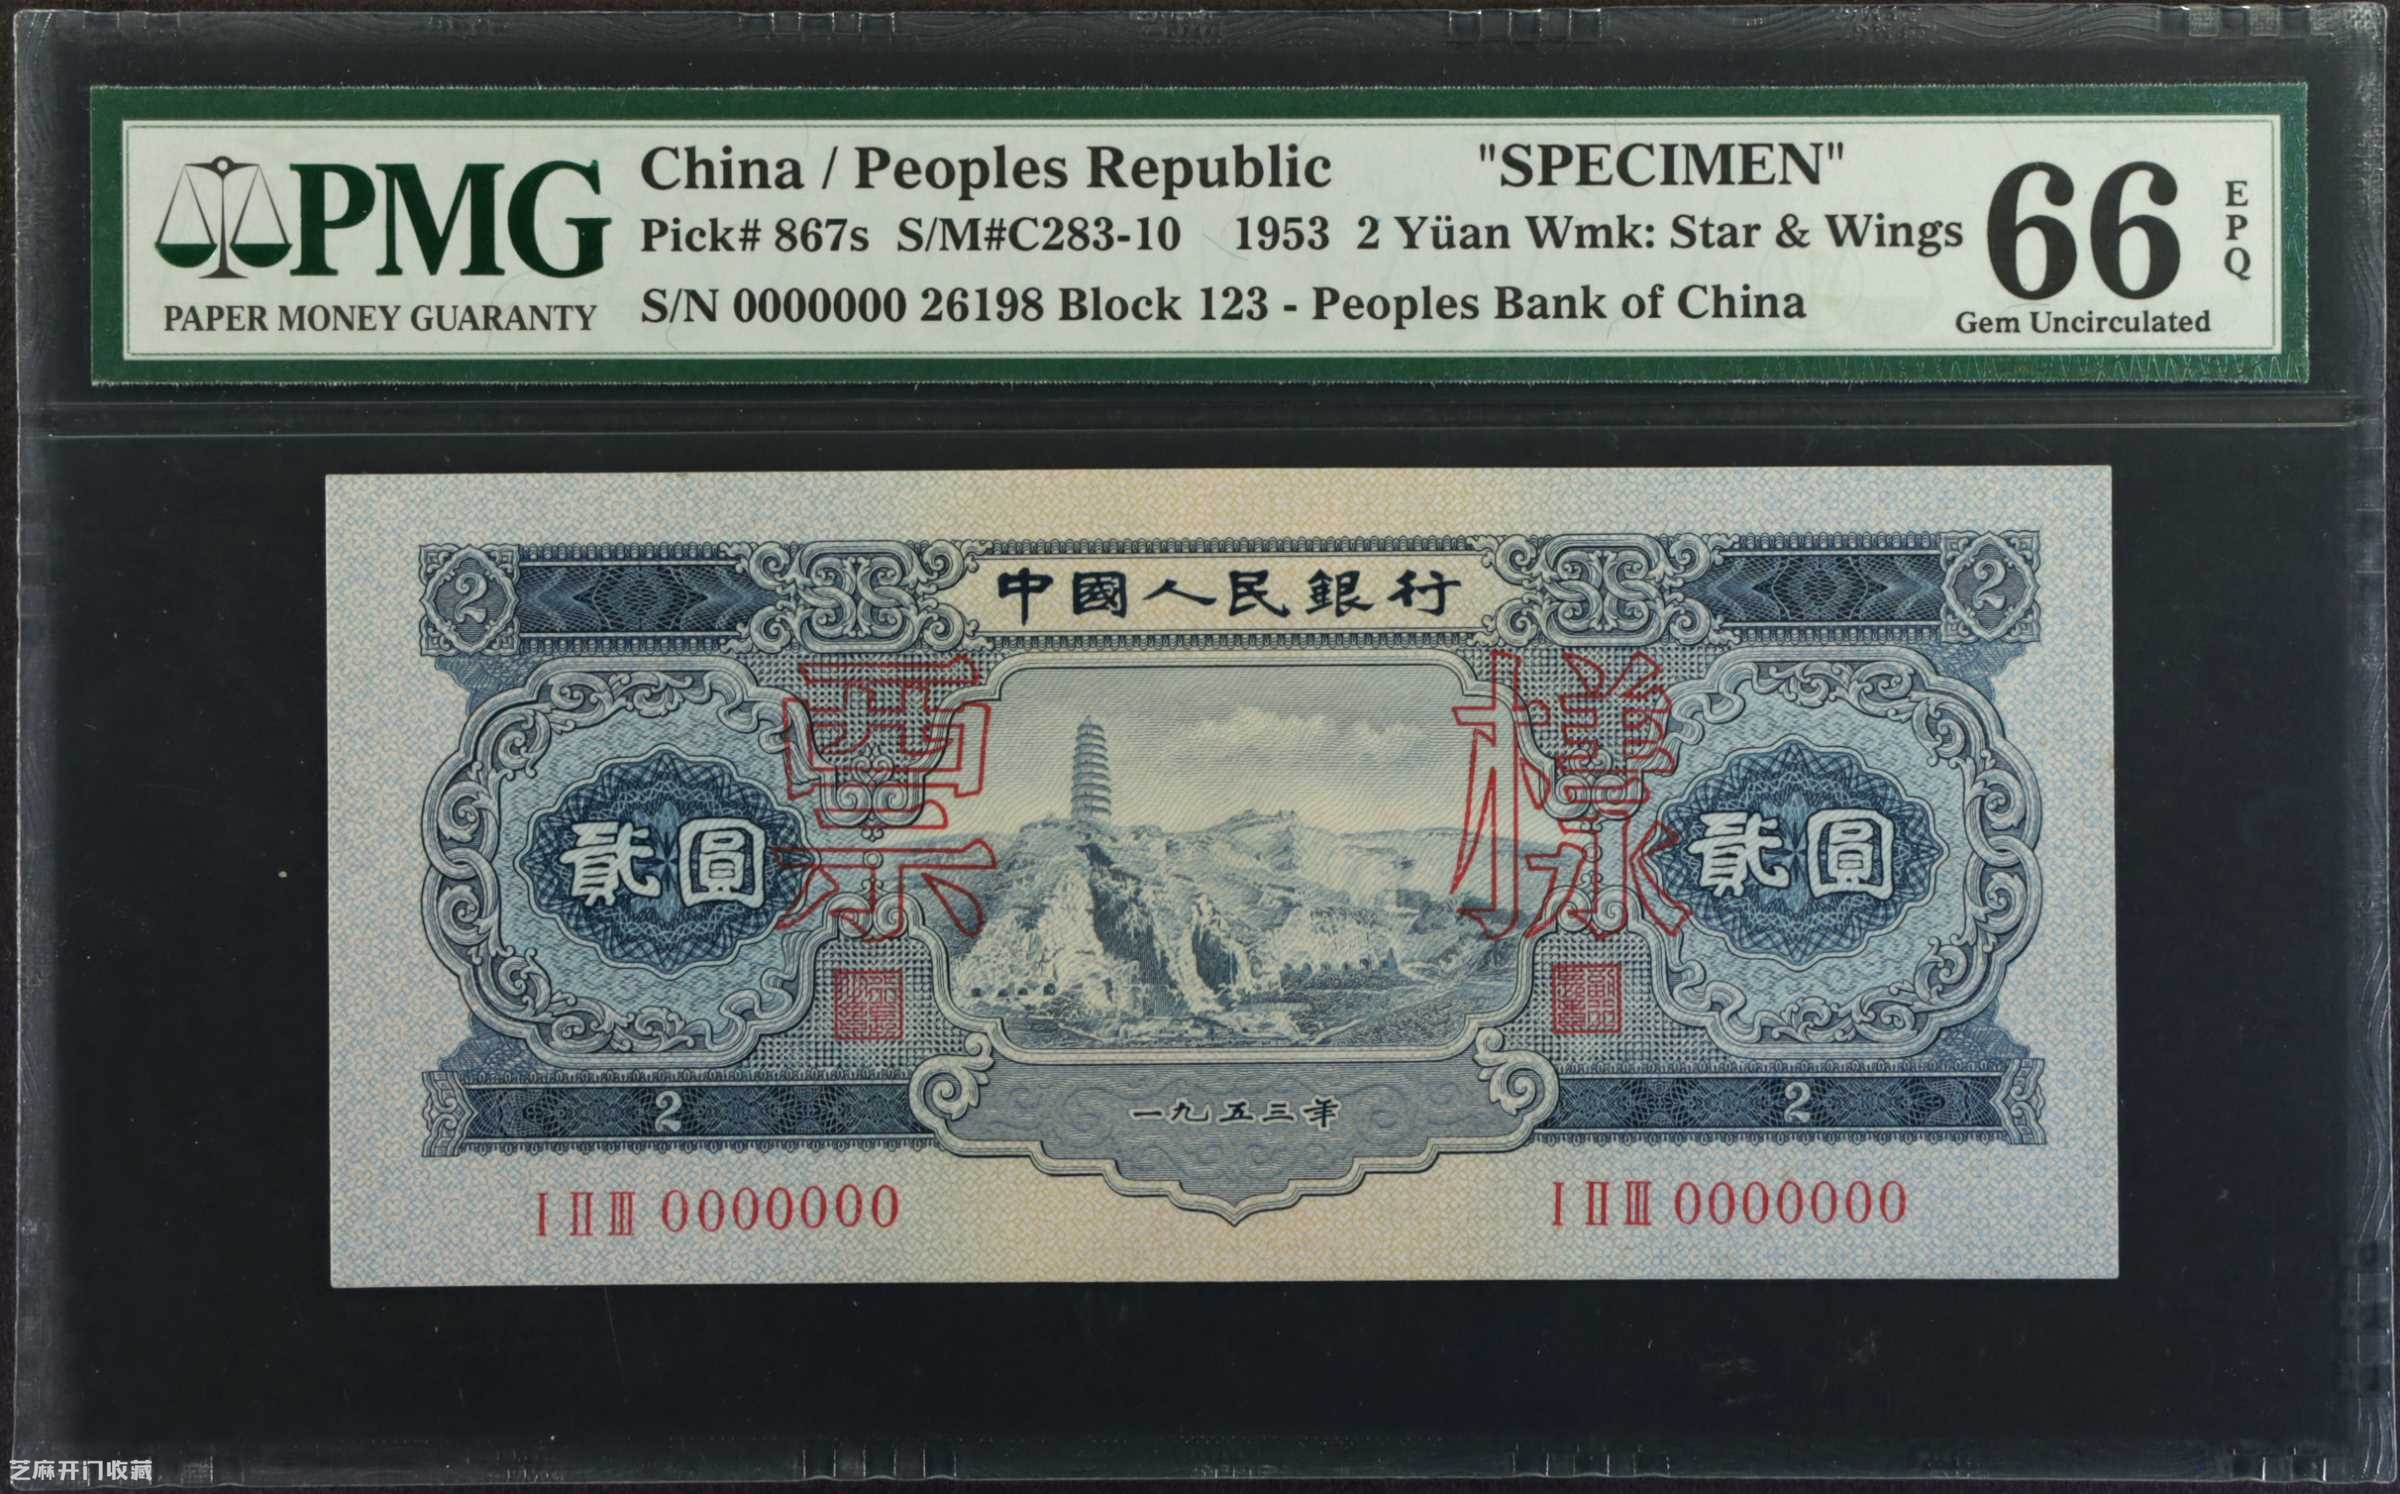 PMG
PAPER MONEY GUARANTY
China / Peoples Republic "SPECIMEN"
Pick# 867s S/M#C283-10 1953 2 Yüan Wmk: Star & Wings
S/N 0000000 26198 Block 123 - Peoples Bank of China
66
EPQ
Gem Uncirculated
2 中國人民銀行 2
票 樣
貳圓 貳圓
2 一九五三年 2
I II III 0000000 I II III 0000000
芝麻开门收藏